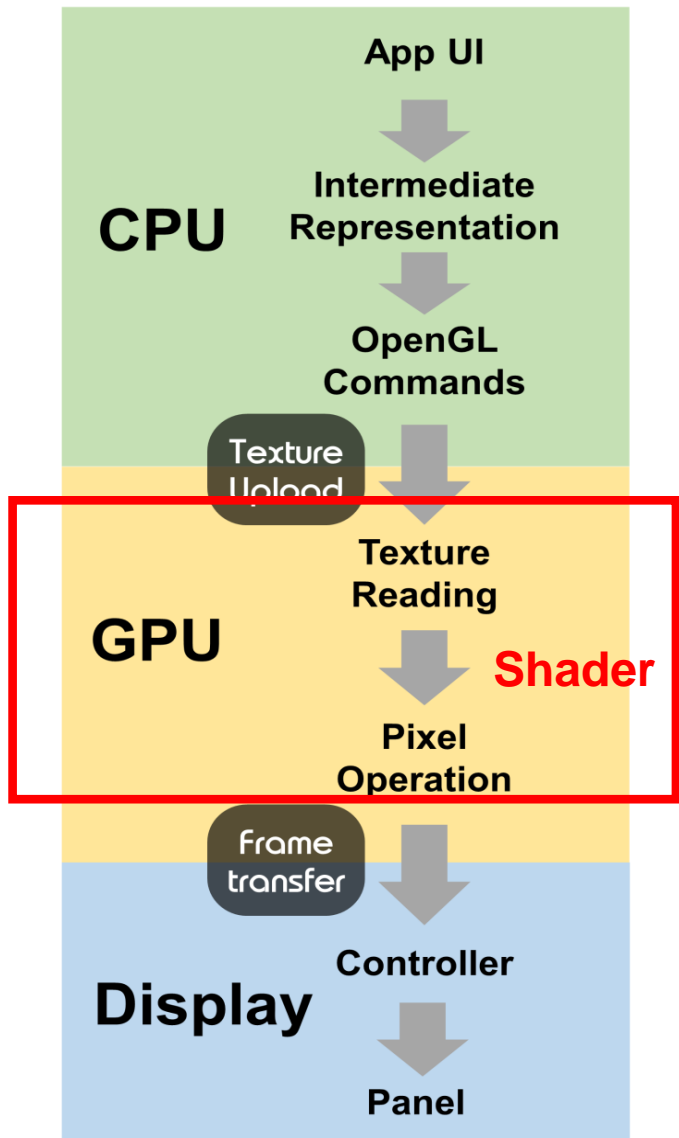 App UI
CPU
Intermediate
Representation
OpenGL
Commands
Texture
Upload
Texture
Reading
GPU
Shader
Pixel
Operation
Frame
transfer
Controller
Display
Panel